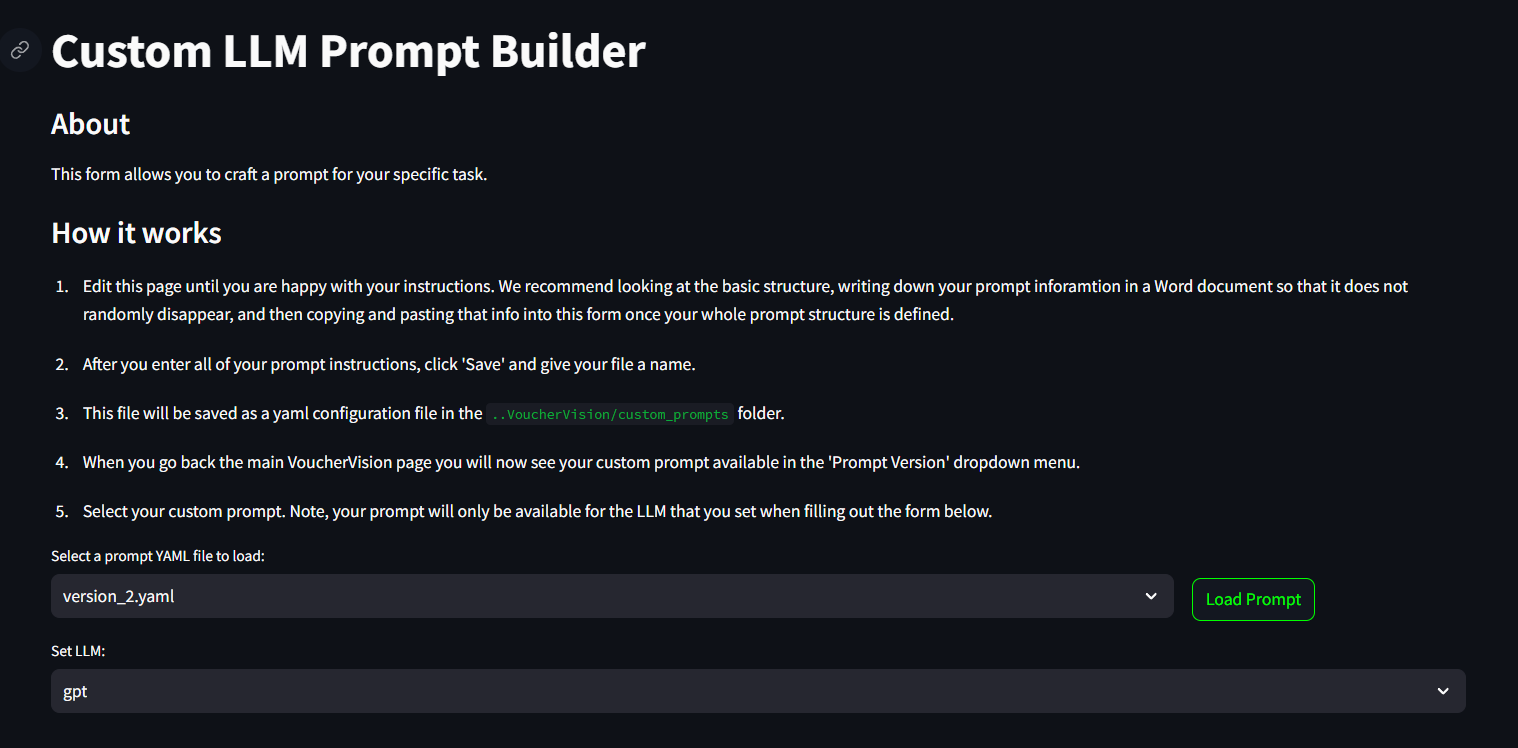 Custom LLM Prompt Builder
About
This form allows you to craft a prompt for your specific task.
How it works
1. Edit this page until you are happy with your instructions. We recommend looking at the basic structure, writing down your prompt inforamtion in a Word document so that it does not
randomly disappear, and then copying and pasting that info into this form once your whole prompt structure is defined.
2. After you enter all of your prompt instructions, click 'Save' and give your file a name.
3. This file will be saved as a yaml configuration file in the ..VoucherVision/custom_prompts folder.
4. When you go back the main VoucherVision page you will now see your custom prompt available in the 'Prompt Version' dropdown menu.
5. Select your custom prompt. Note, your prompt will only be available for the LLM that you set when filling out the form below.
Select a prompt YAML file to load:
version_2.yaml
Load Prompt
Set LLM:
gpt